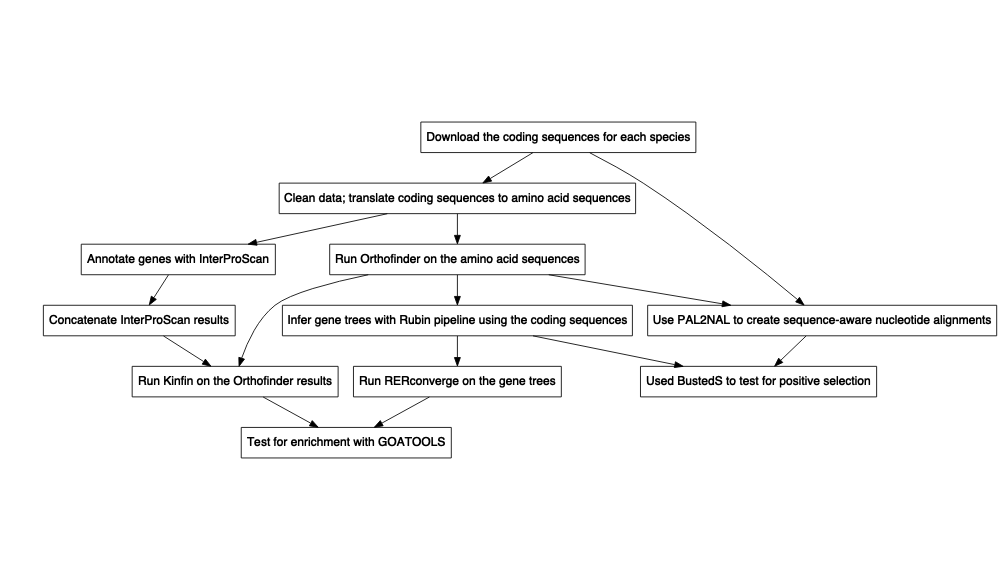 Download the coding sequences for each species
Clean data; translate coding sequences to amino acid sequences
Annotate genes with InterProScan
Run Orthofinder on the amino acid sequences
Concatenate InterProScan results
Infer gene trees with Rubin pipeline using the coding sequences
Use PAL2NAL to create sequence-aware nucleotide alignments
Run Kinfin on the Orthofinder results
Run RERconverge on the gene trees
Used BustedS to test for positive selection
Test for enrichment with GOATOOLS